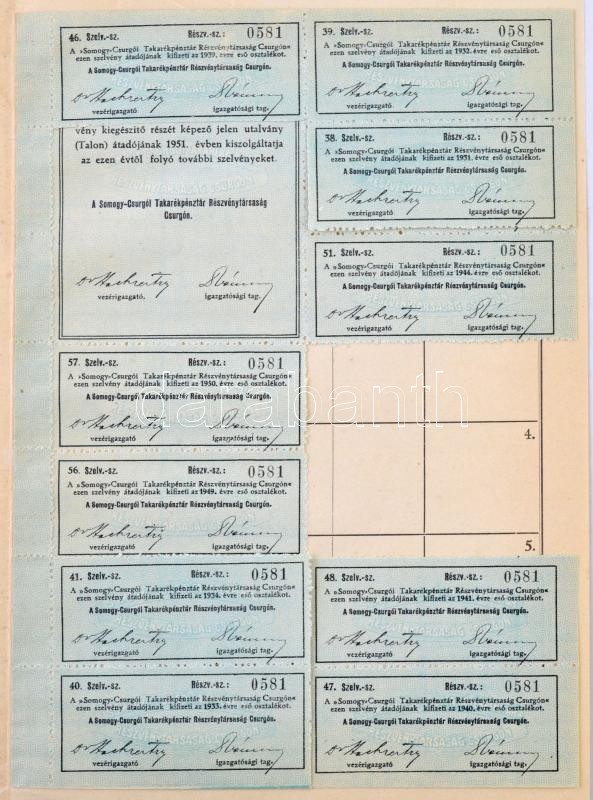 46. Szelv.-sz. Részv.-sz.: 0581
A »Somogy-Csurgói Takarékpénztár Részvénytársaság Csurgón«
ezen szelvény átadójának kifizeti az 1939. évre eső osztalékot.
A Somogy-Csurgói Takarékpénztár Részvénytársaság Csurgón.
vezérigazgató igazgatósági tag.
vény kiegészitő részét képező jelen utalvány
(Talon) átadójának 1951. évben kiszolgáltatja
az ezen évtől folyó további szelvényeket.
A Somogy-Csurgói Takarékpénztár Részvénytársaság
Csurgón.
vezérigazgató. igazgatósági tag.
57. Szelv.-sz. Részv.-sz.: 0581
A »Somogy-Csurgói Takarékpénztár Részvénytársaság Csurgón«
ezen szelvény átadójának kifizeti az 1950. évre eső osztalékot.
A Somogy-Csurgói Takarékpénztár Részvénytársaság Csurgón.
vezérigazgató igazgatósági tag.
56. Szelv.-sz. Részv.-sz.: 0581
A »Somogy-Csurgói Takarékpénztár Részvénytársaság Csurgón«
ezen szelvény átadójának kifizeti az 1949. évre eső osztalékot.
A Somogy-Csurgói Takarékpénztár Részvénytársaság Csurgón.
vezérigazgató igazgatósági tag.
41. Szelv.-sz. Részv.-sz.: 0581
A »Somogy-Csurgói Takarékpénztár Részvénytársaság Csurgón«
ezen szelvény átadójának kifizeti az 1934. évre eső osztalékot.
A Somogy-Csurgói Takarékpénztár Részvénytársaság Csurgón.
vezérigazgató igazgatósági tag.
40. Szelv.-sz. Részv.-sz.: 0581
A »Somogy-Csurgói Takarékpénztár Részvénytársaság Csurgón«
ezen szelvény átadójának kifizeti az 1933. évre eső osztalékot.
A Somogy-Csurgói Takarékpénztár Részvénytársaság Csurgón.
vezérigazgató igazgatósági tag.
39. Szelv.-sz. Részv.-sz.: 0581
A »Somogy-Csurgói Takarékpénztár Részvénytársaság Csurgón«
ezen szelvény átadójának kifizeti az 1932. évre eső osztalékot.
A Somogy-Csurgói Takarékpénztár Részvénytársaság Csurgón.
vezérigazgató igazgatósági tag.
38. Szelv.-sz. Részv.-sz.: 0581
A »Somogy-Csurgói Takarékpénztár Részvénytársaság Csurgón«
ezen szelvény átadójának kifizeti az 1931. évre eső osztalékot.
A Somogy-Csurgói Takarékpénztár Részvénytársaság Csurgón.
vezérigazgató igazgatósági tag.
51. Szelv.-sz. Részv.-sz.: 0581
A »Somogy-Csurgói Takarékpénztár Részvénytársaság Csurgón«
ezen szelvény átadójának kifizeti az 1944. évre eső osztalékot.
A Somogy-Csurgói Takarékpénztár Részvénytársaság Csurgón.
vezérigazgató igazgatósági tag.
4.
5.
48. Szelv.-sz. Részv.-sz.: 0581
A »Somogy-Csurgói Takarékpénztár Részvénytársaság Csurgón«
ezen szelvény átadójának kifizeti az 1941. évre eső osztalékot.
A Somogy-Csurgói Takarékpénztár Részvénytársaság Csurgón.
vezérigazgató igazgatósági tag.
47. Szelv.-sz. Részv.-sz.: 0581
A »Somogy-Csurgói Takarékpénztár Részvénytársaság Csurgón«
ezen szelvény átadójának kifizeti az 1940. évre eső osztalékot.
A Somogy-Csurgói Takarékpénztár Részvénytársaság Csurgón.
vezérigazgató igazgatósági tag.
darabanth